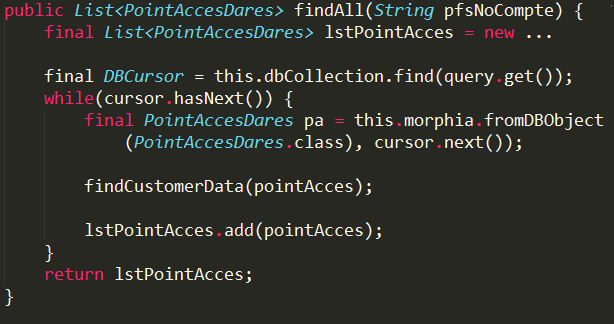 public List<PointAccesDares> findAll(String pfsNoCompte) {
final List<PointAccesDares> lstPointAcces = new ...
final DBCursor = this.dbCollection.find(query.get());
while(cursor.hasNext()) {
final PointAccesDares pa = this.morphia.fromDBObject
(PointAccesDares.class), cursor.next());
findCustomerData(pointAcces);
lstPointAcces.add(pointAcces);
}
return lstPointAcces;
}